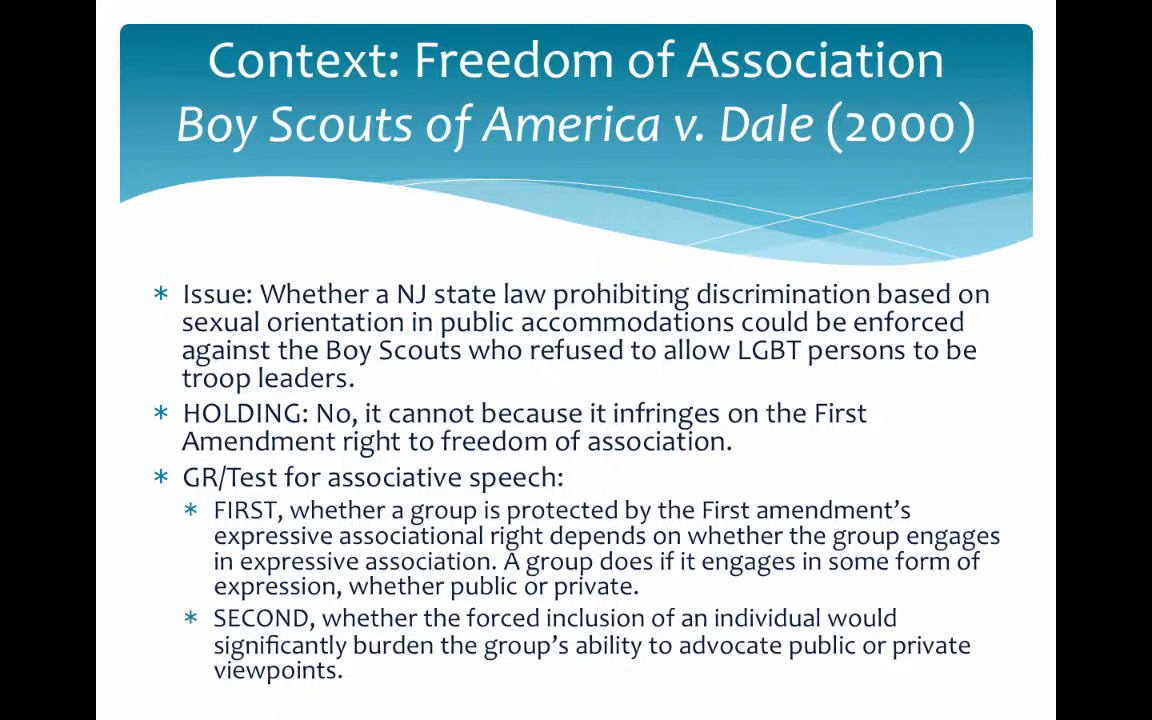 Context: Freedom of Association
Boy Scouts of America v. Dale (2000)
* Issue: Whether a NJ state law prohibiting discrimination based on
sexual orientation in public accommodations could be enforced
against the Boy Scouts who refused to allow LGBT persons to be
troop leaders.
* HOLDING: No, it cannot because it infringes on the First
Amendment right to freedom of association.
* GR/Test for associative speech:
* FIRST, whether a group is protected by the First amendment’s
expressive associational right depends on whether the group engages
in expressive association. A group does if it engages in some form of
expression, whether public or private.
* SECOND, whether the forced inclusion of an individual would
significantly burden the group’s ability to advocate public or private
viewpoints.